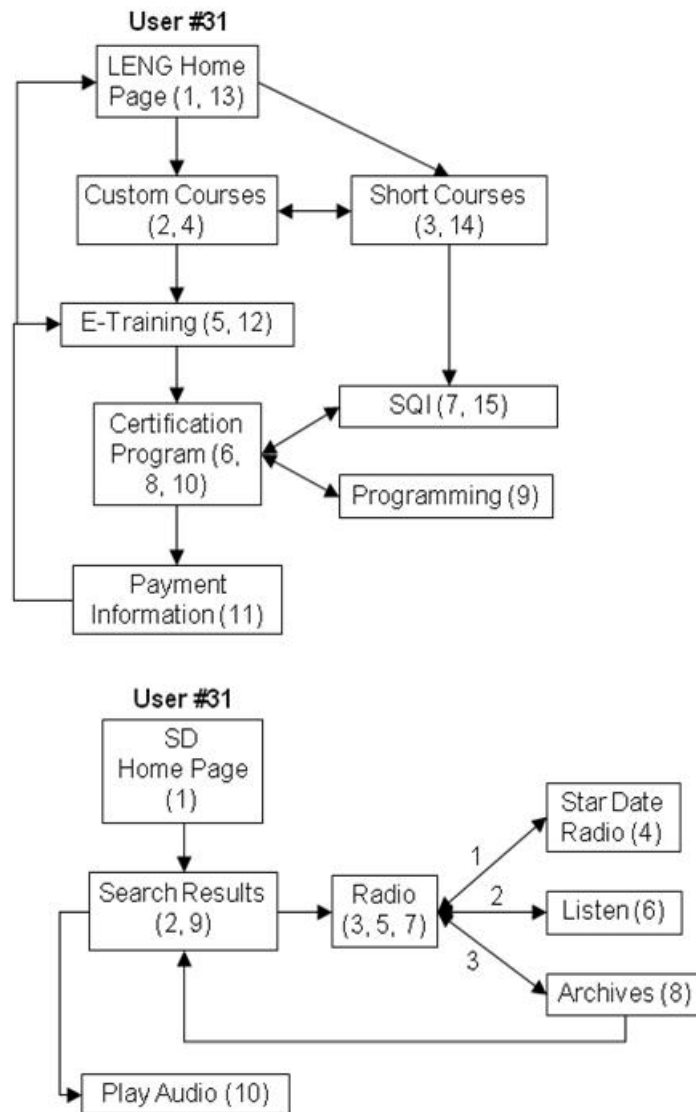 User #31
LENG Home
Page (1, 13)
Custom Courses
(2, 4)
Short Courses
(3, 14)
E-Training (5, 12)
Certification
Program (6,
8, 10)
SQI (7, 15)
Programming (9)
Payment
Information (11)
User #31
SD
Home Page
(1)
Search Results
(2, 9)
Radio
(3, 5, 7)
1
Star Date
Radio (4)
2
Listen (6)
3
Archives (8)
Play Audio (10)